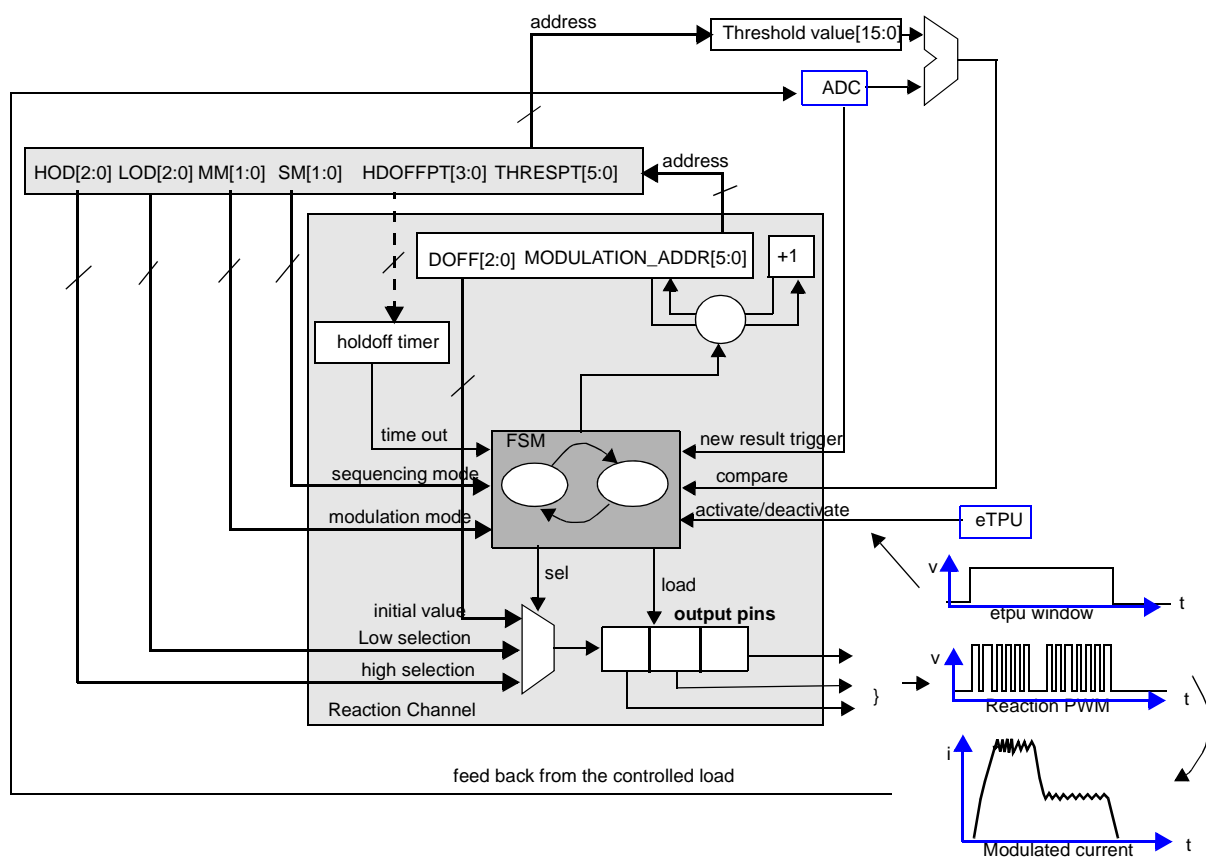 address
Threshold value[15:0]
ADC
HOD[2:0] LOD[2:0] MM[1:0] SM[1:0] HDOFFPT[3:0] THRESPT[5:0]
address
DOFF[2:0] MODULATION_ADDR[5:0]
+1
holdoff timer
time out
FSM
new result trigger
sequencing mode
compare
modulation mode
activate/deactivate
eTPU
sel
load
v
t
etpu window
initial value
output pins
Low selection
high selection
v
}
t
Reaction PWM
Reaction Channel
i
feed back from the controlled load
t
Modulated current